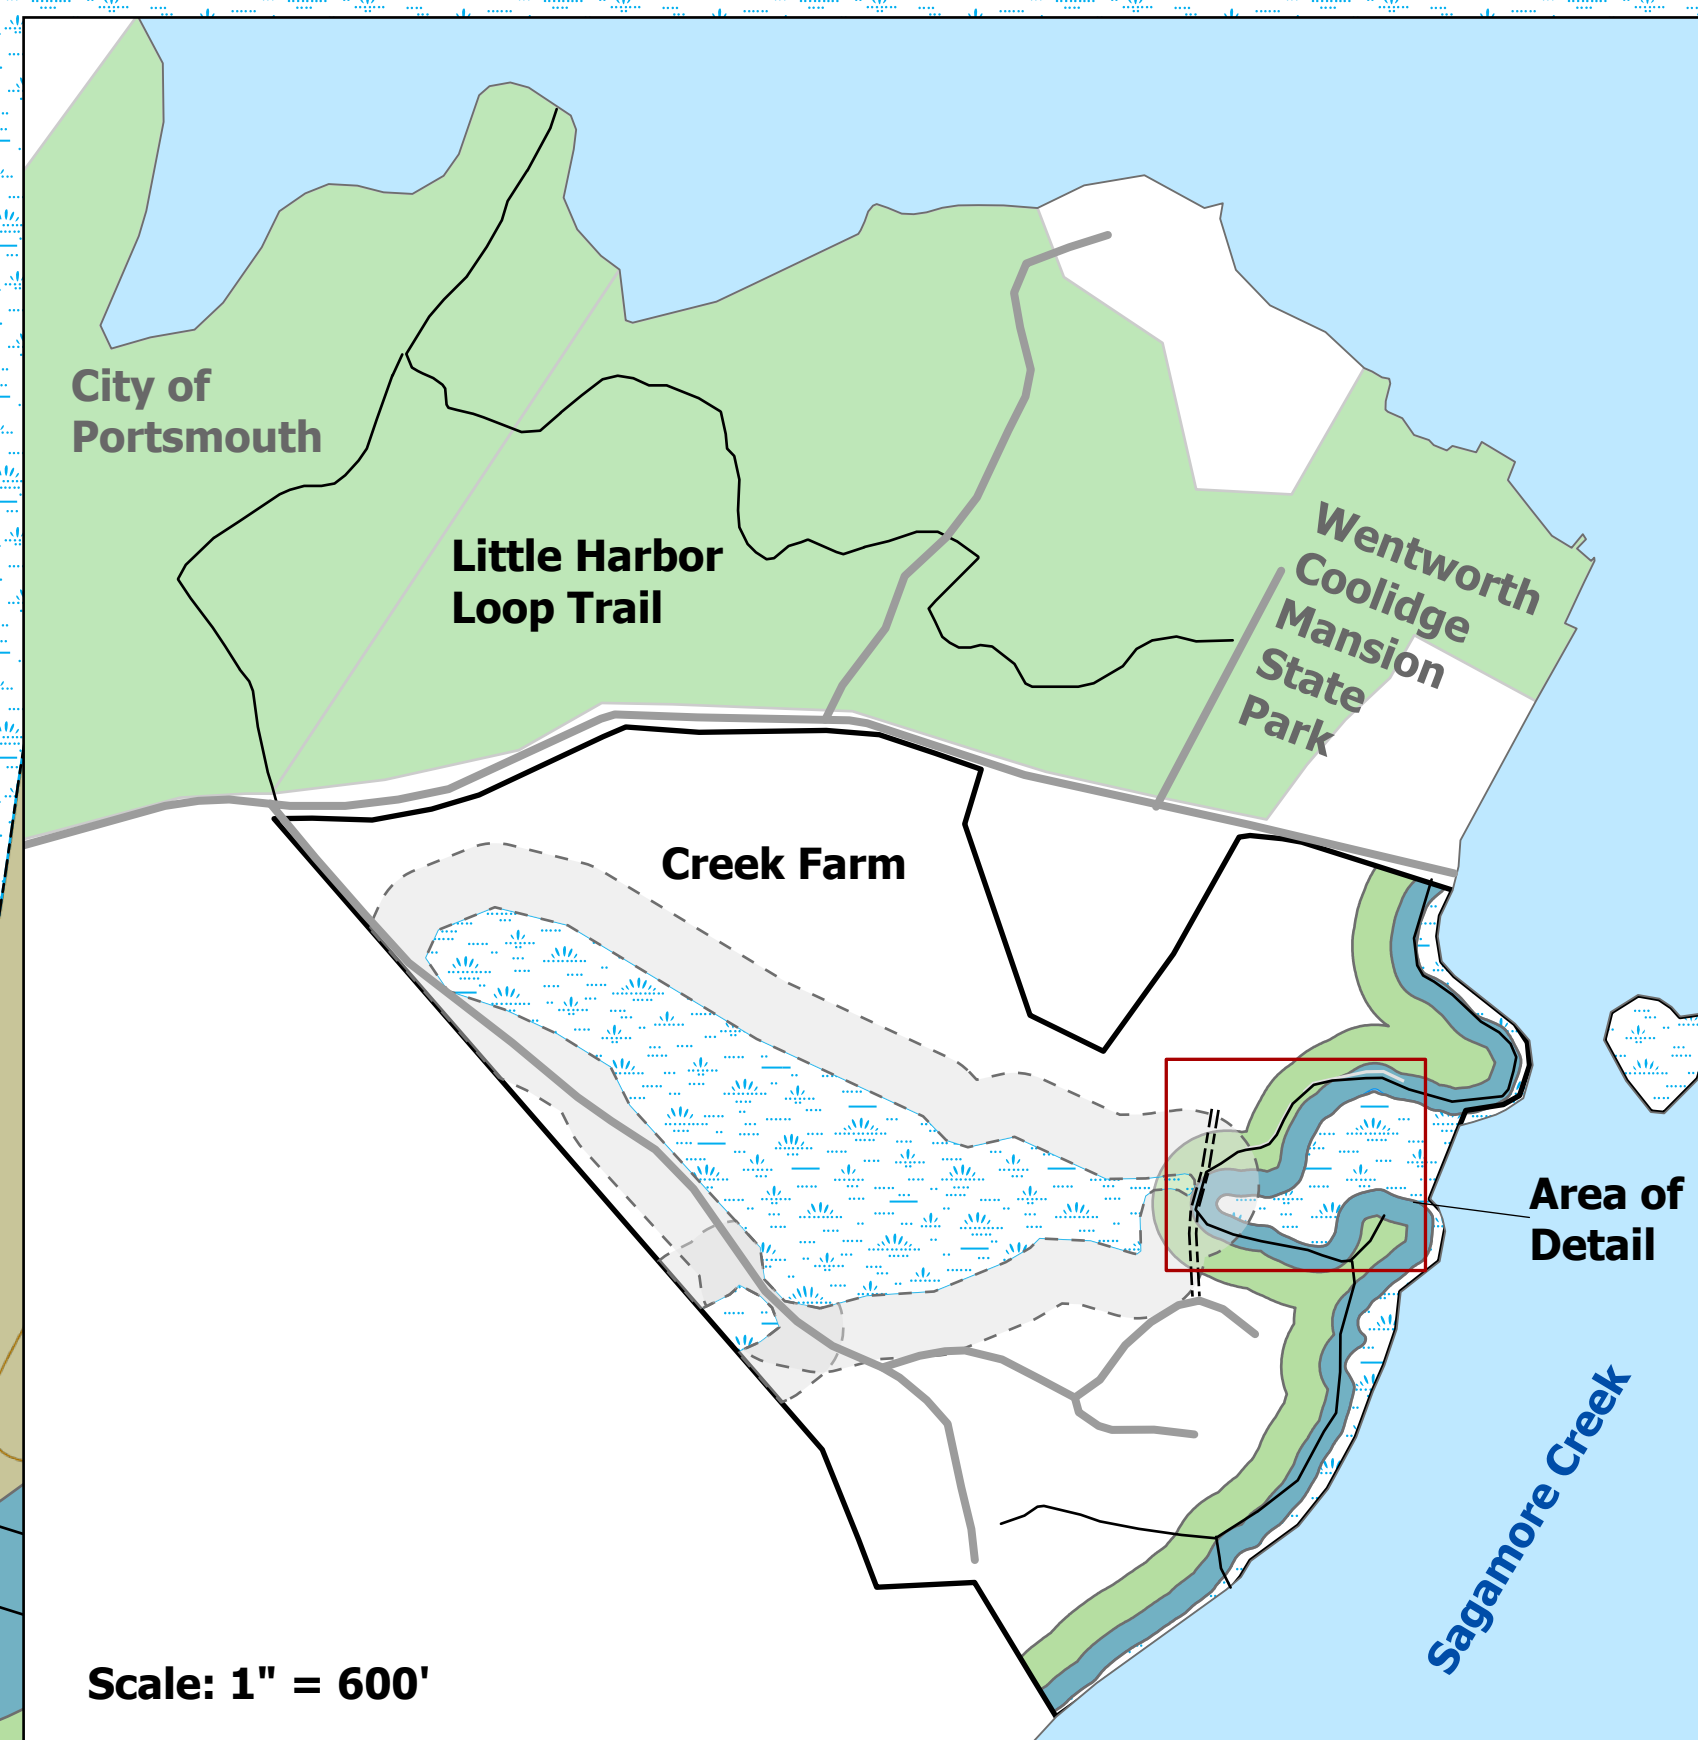 City of
Portsmouth
Little Harbor
Loop Trail
Wentworth
Coolidge
Mansion
State
Park
Creek Farm
Area of
Detail
Sagamore Creek
Scale: 1" = 600'